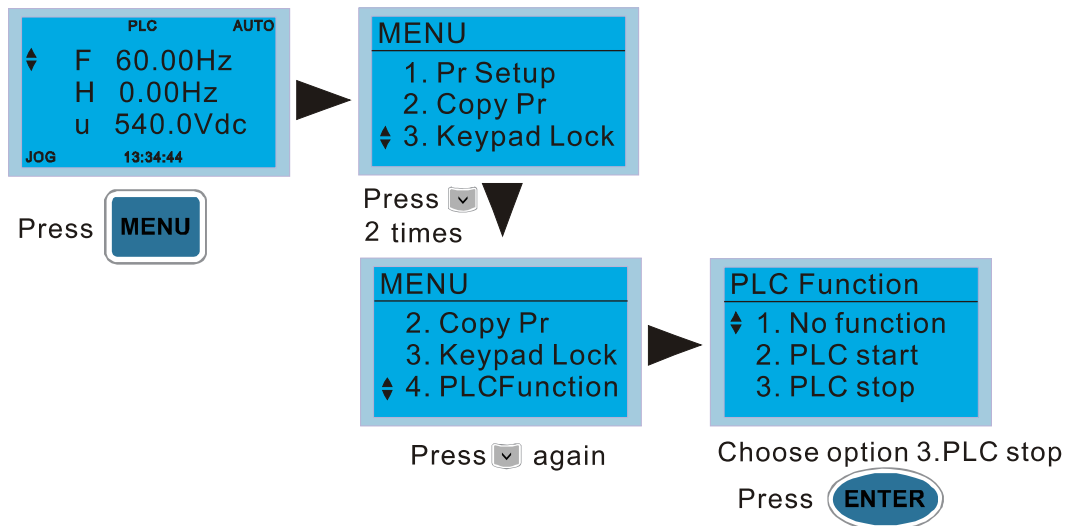 PLC AUTO
F 60.00Hz
H 0.00Hz
u 540.0Vdc
JOG 13:34:44
Press MENU
MENU
1. Pr Setup
2. Copy Pr
3. Keypad Lock
Press
2 times
MENU
2. Copy Pr
3. Keypad Lock
4. PLCFunction
Press again
PLC Function
1. No function
2. PLC start
3. PLC stop
Choose option 3.PLC stop
Press ENTER